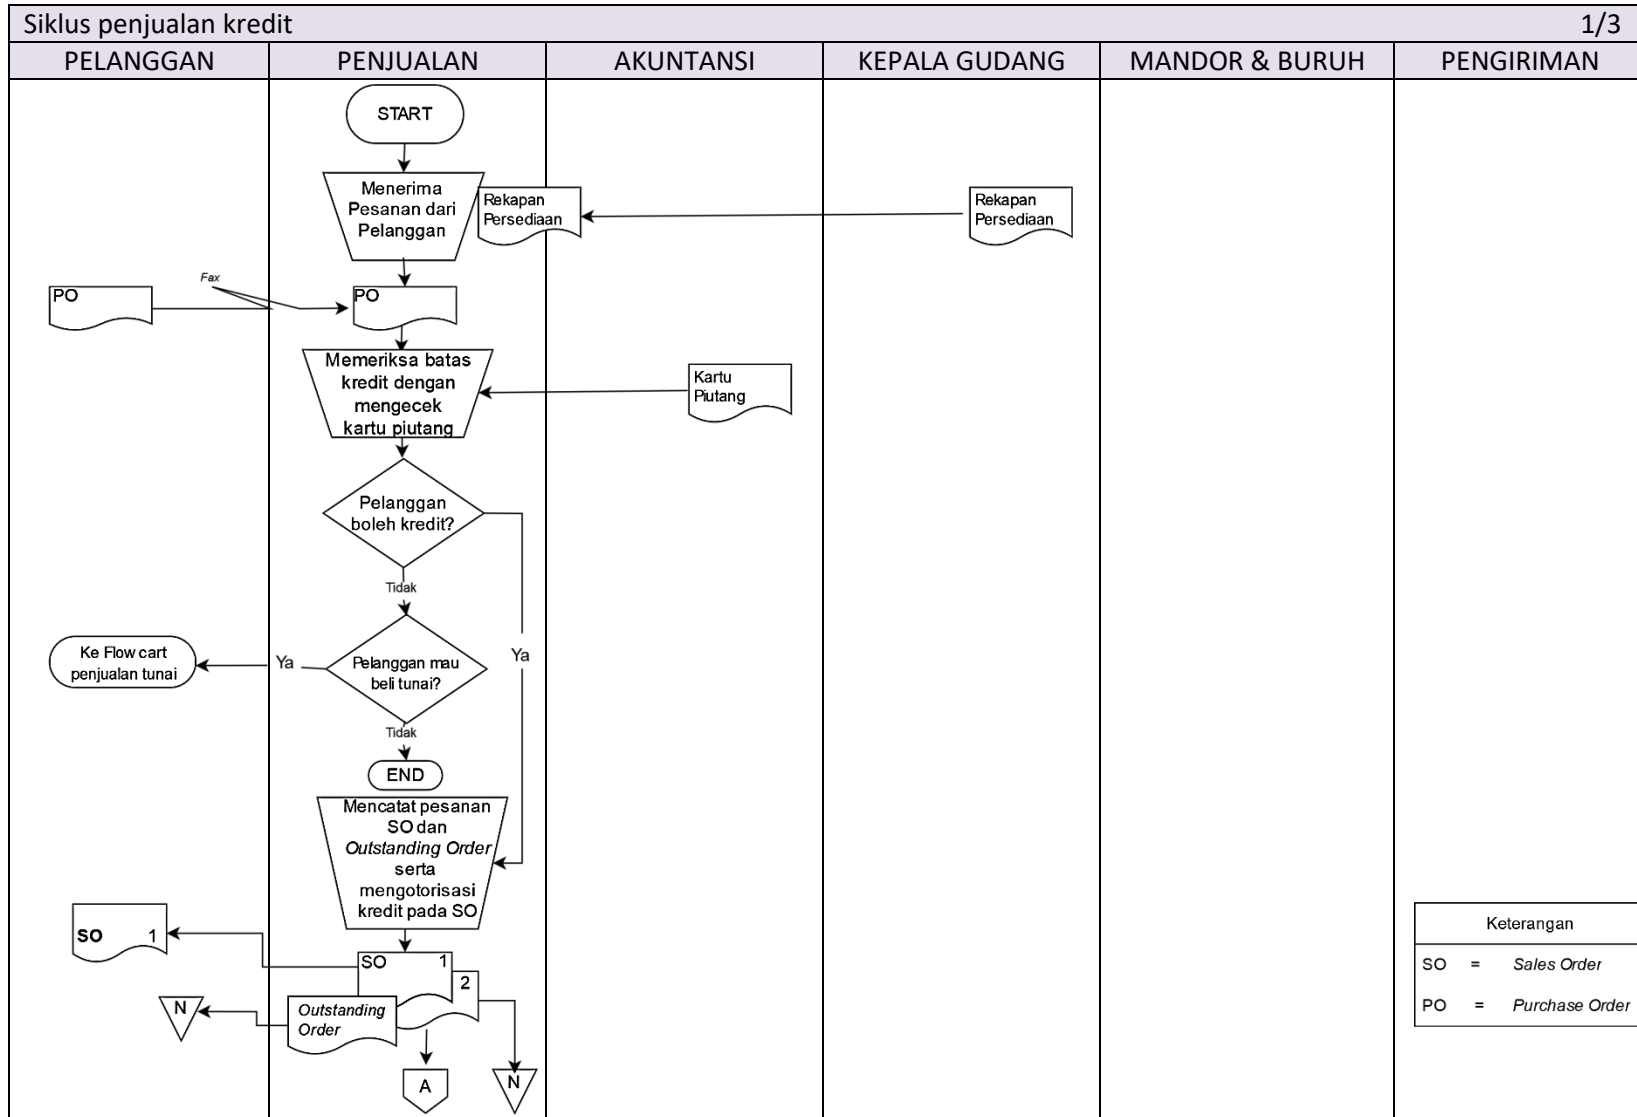 Siklus penjualan kredit 1/3
PELANGGAN PENJUALAN AKUNTANSI KEPALA GUDANG MANDOR & BURUH PENGIRIMAN
START
Menerima
Pesanan dari
Pelanggan
Rekapan
Persediaan
Rekapan
Persediaan
Fax
PO
PO
Memeriksa batas
kredit dengan
mengecek
kartu piutang
Kartu
Piutang
Pelanggan
boleh kredit?
Tidak
Ya
Pelanggan mau
beli tunai?
Ya
Ke Flow cart
penjualan tunai
Tidak
END
Mencatat pesanan
SO dan
Outstanding Order
serta
mengotorisasi
kredit pada SO
SO 1
SO 1
2
Outstanding
Order
N
A
N
Keterangan
SO = Sales Order
PO = Purchase Order